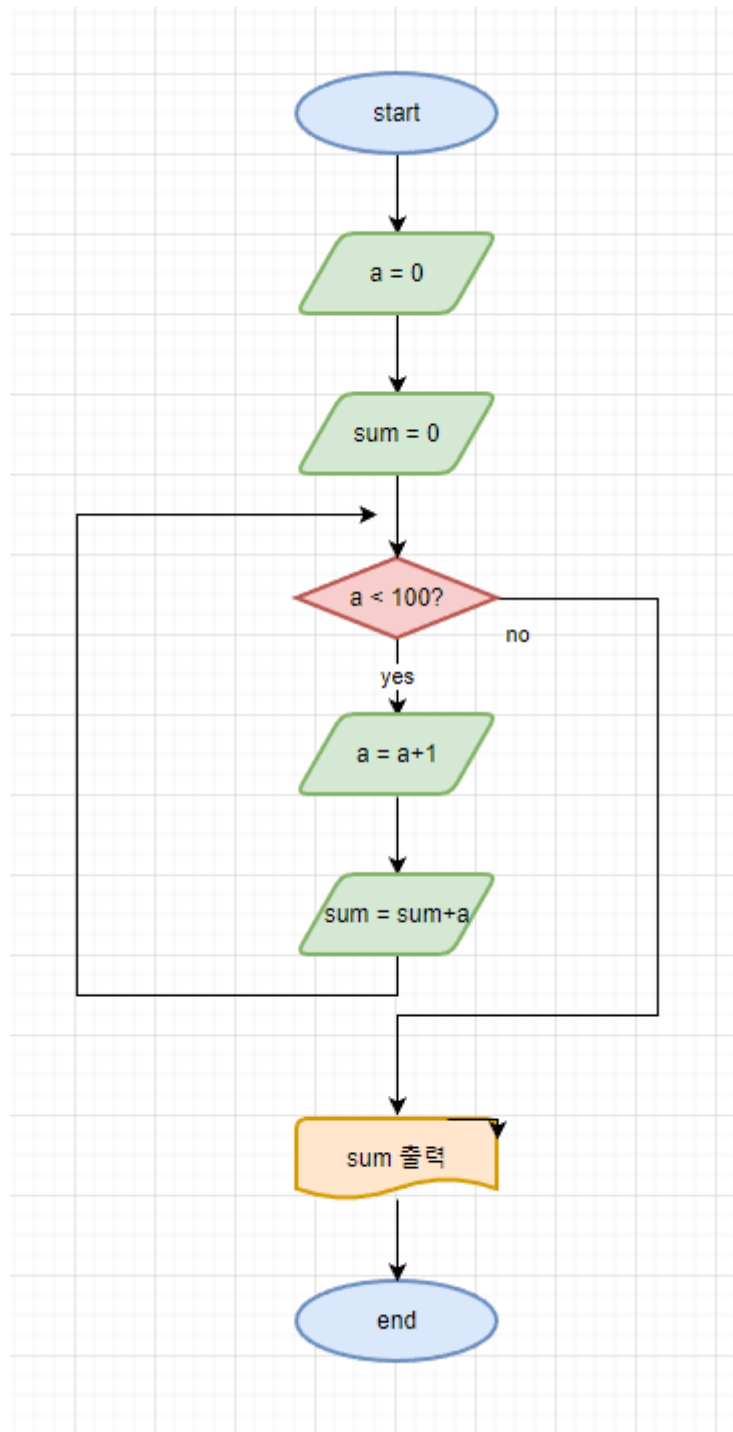 start
a = 0
sum = 0
a < 100?
no
yes
a = a+1
sum = sum+a
sum 출력
end